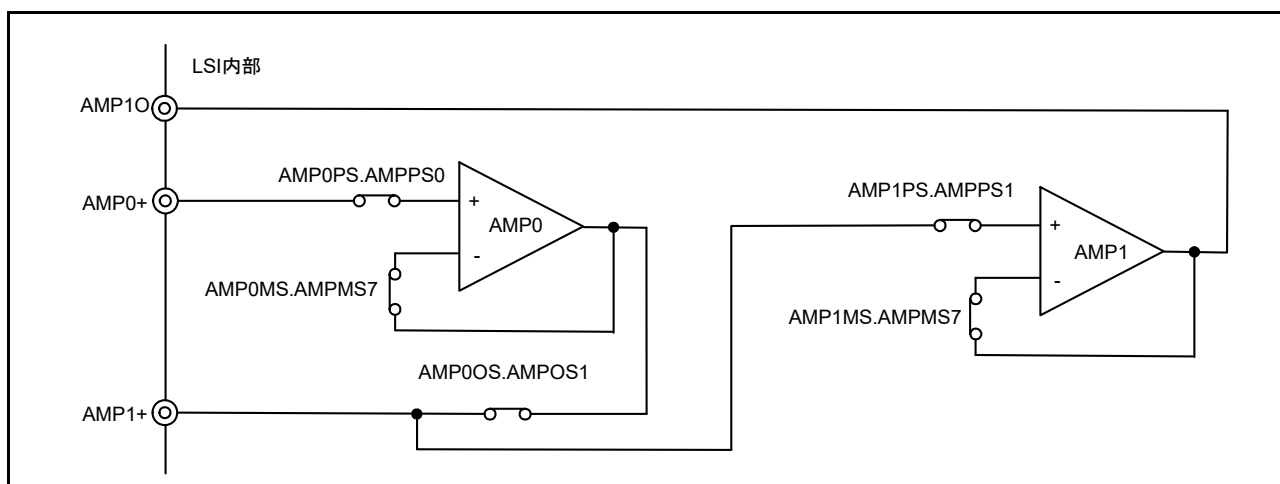 LSI内部
AMP1O
AMP0+
AMP0PS.AMPPS0
+
AMP0
-
AMP0MS.AMPMS7
AMP1PS.AMPPS1
+
AMP1
-
AMP1MS.AMPMS7
AMP0OS.AMPOS1
AMP1+